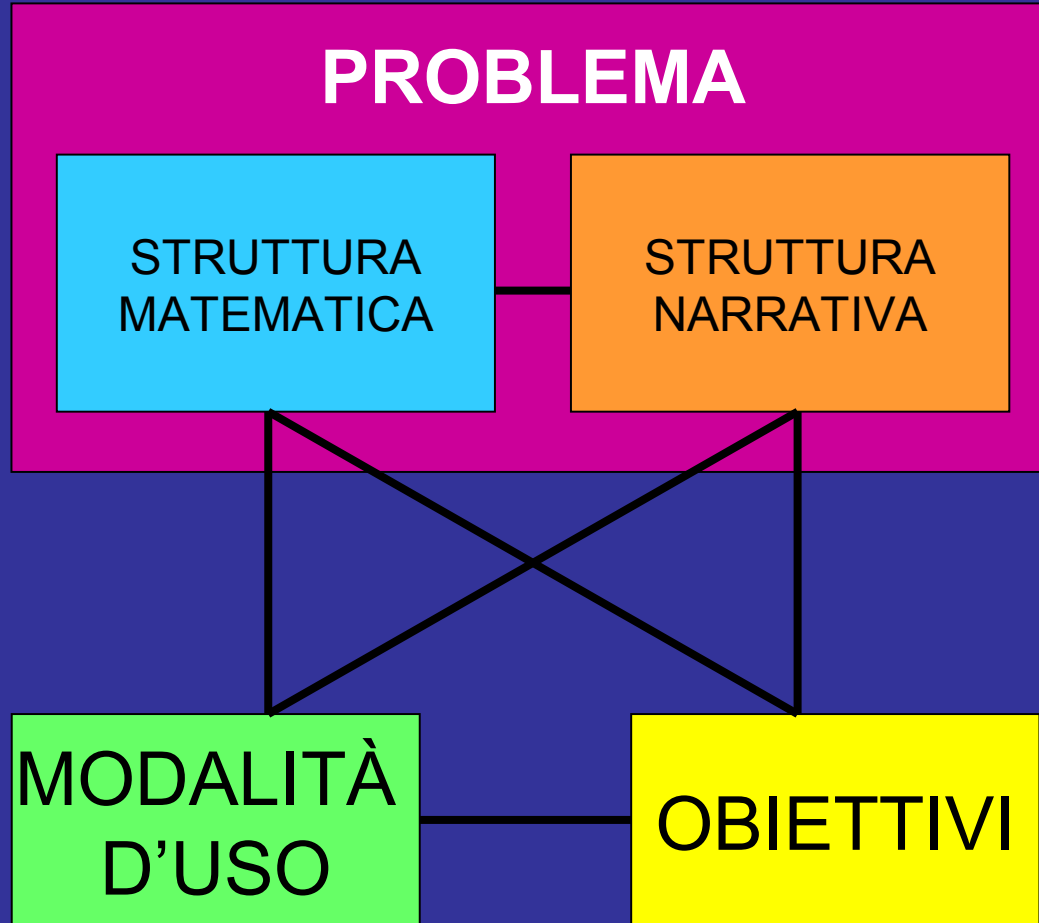 PROBLEMA
STRUTTURA
MATEMATICA
STRUTTURA
NARRATIVA
MODALITÀ
D’USO
OBIETTIVI